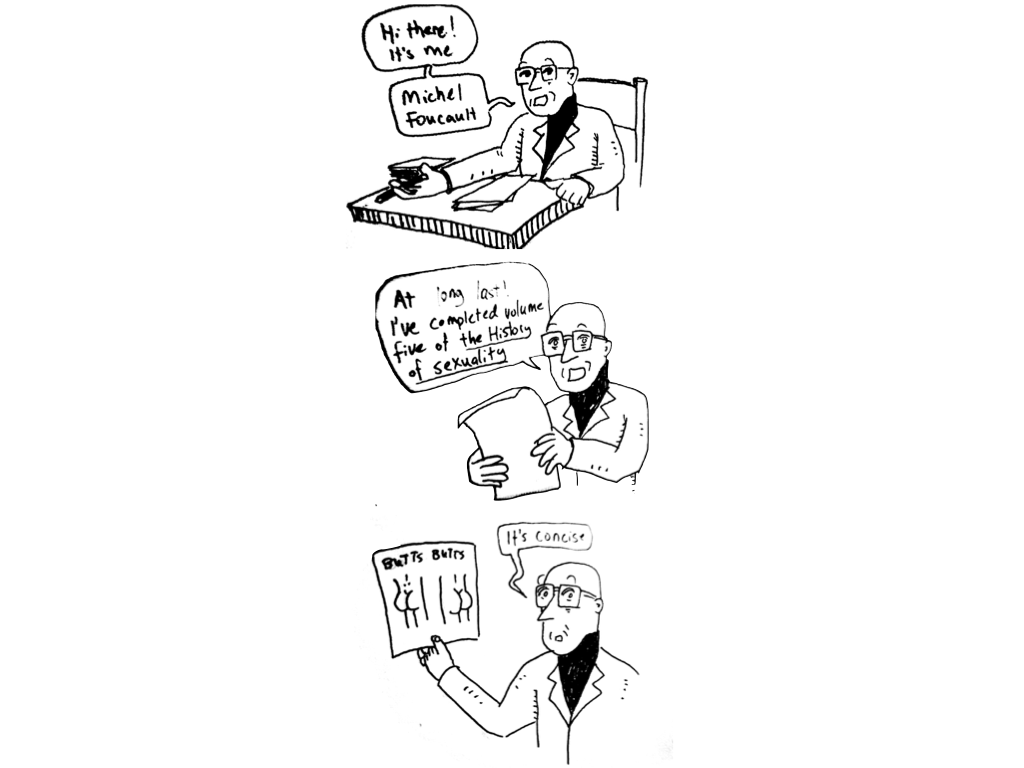 Hi there!
It's me
Michel
Foucault
At long last!
I've completed volume
five of the History
of sexuality
It's concise
BUTTS BUTTS